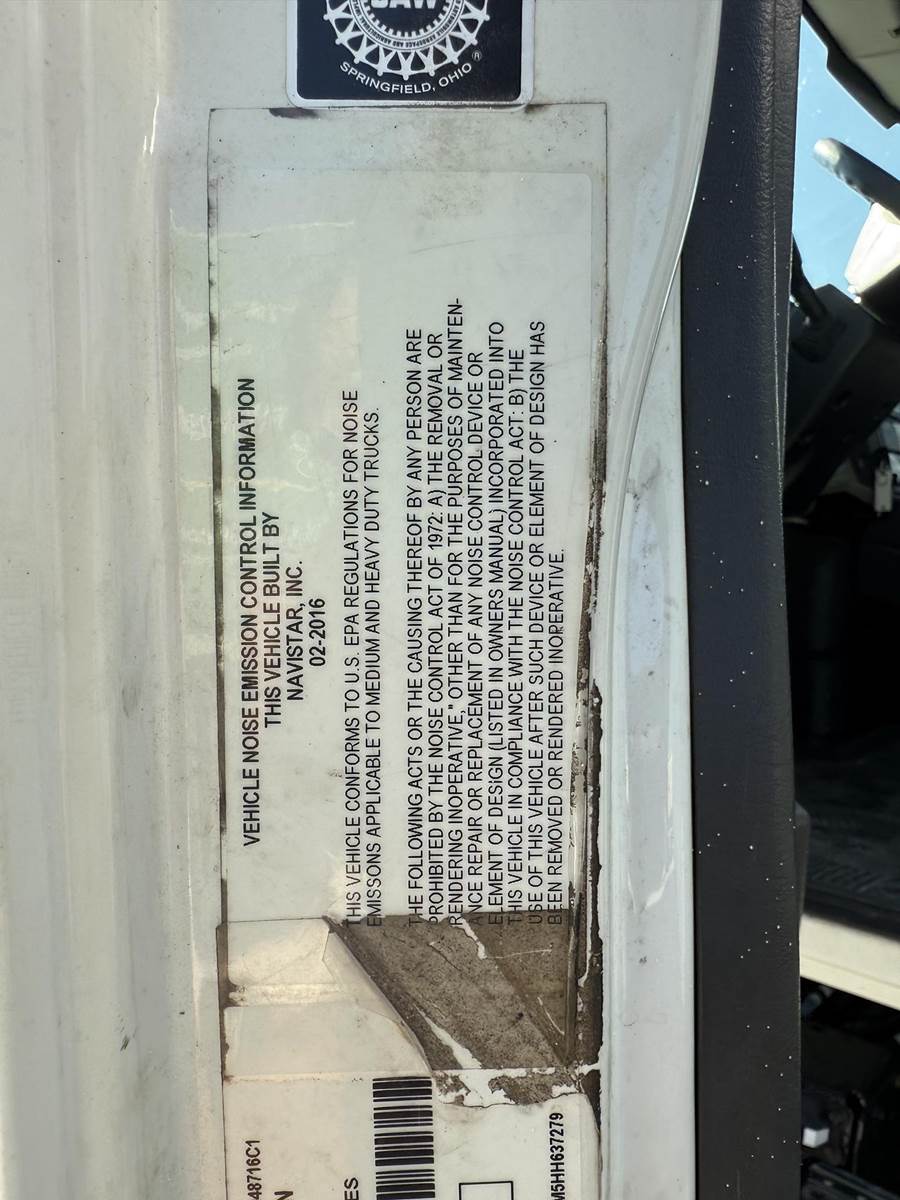 UAW
SPRINGFIELD, OHIO ®
VEHICLE NOISE EMISSION CONTROL INFORMATION
THIS VEHICLE BUILT BY
NAVISTAR, INC.
02-2016
THIS VEHICLE CONFORMS TO U.S. EPA REGULATIONS FOR NOISE
EMISSONS APPLICABLE TO MEDIUM AND HEAVY DUTY TRUCKS.
THE FOLLOWING ACTS OR THE CAUSING THEREOF BY ANY PERSON ARE
PROHIBITED BY THE NOISE CONTROL ACT OF 1972: A) THE REMOVAL OR
RENDERING INOPERATIVE," OTHER THAN FOR THE PURPOSES OF MAINTEN-
ANCE REPAIR OR REPLACEMENT OF ANY NOISE CONTROL DEVICE OR
ELEMENT OF DESIGN (LISTED IN OWNERS MANUAL) INCORPORATED INTO
THIS VEHICLE IN COMPLIANCE WITH THE NOISE CONTROL ACT: B) THE
USE OF THIS VEHICLE AFTER SUCH DEVICE OR ELEMENT OF DESIGN HAS
BEEN REMOVED OR RENDERED INOPERATIVE.
48716C1
N
ES
M5HH637279